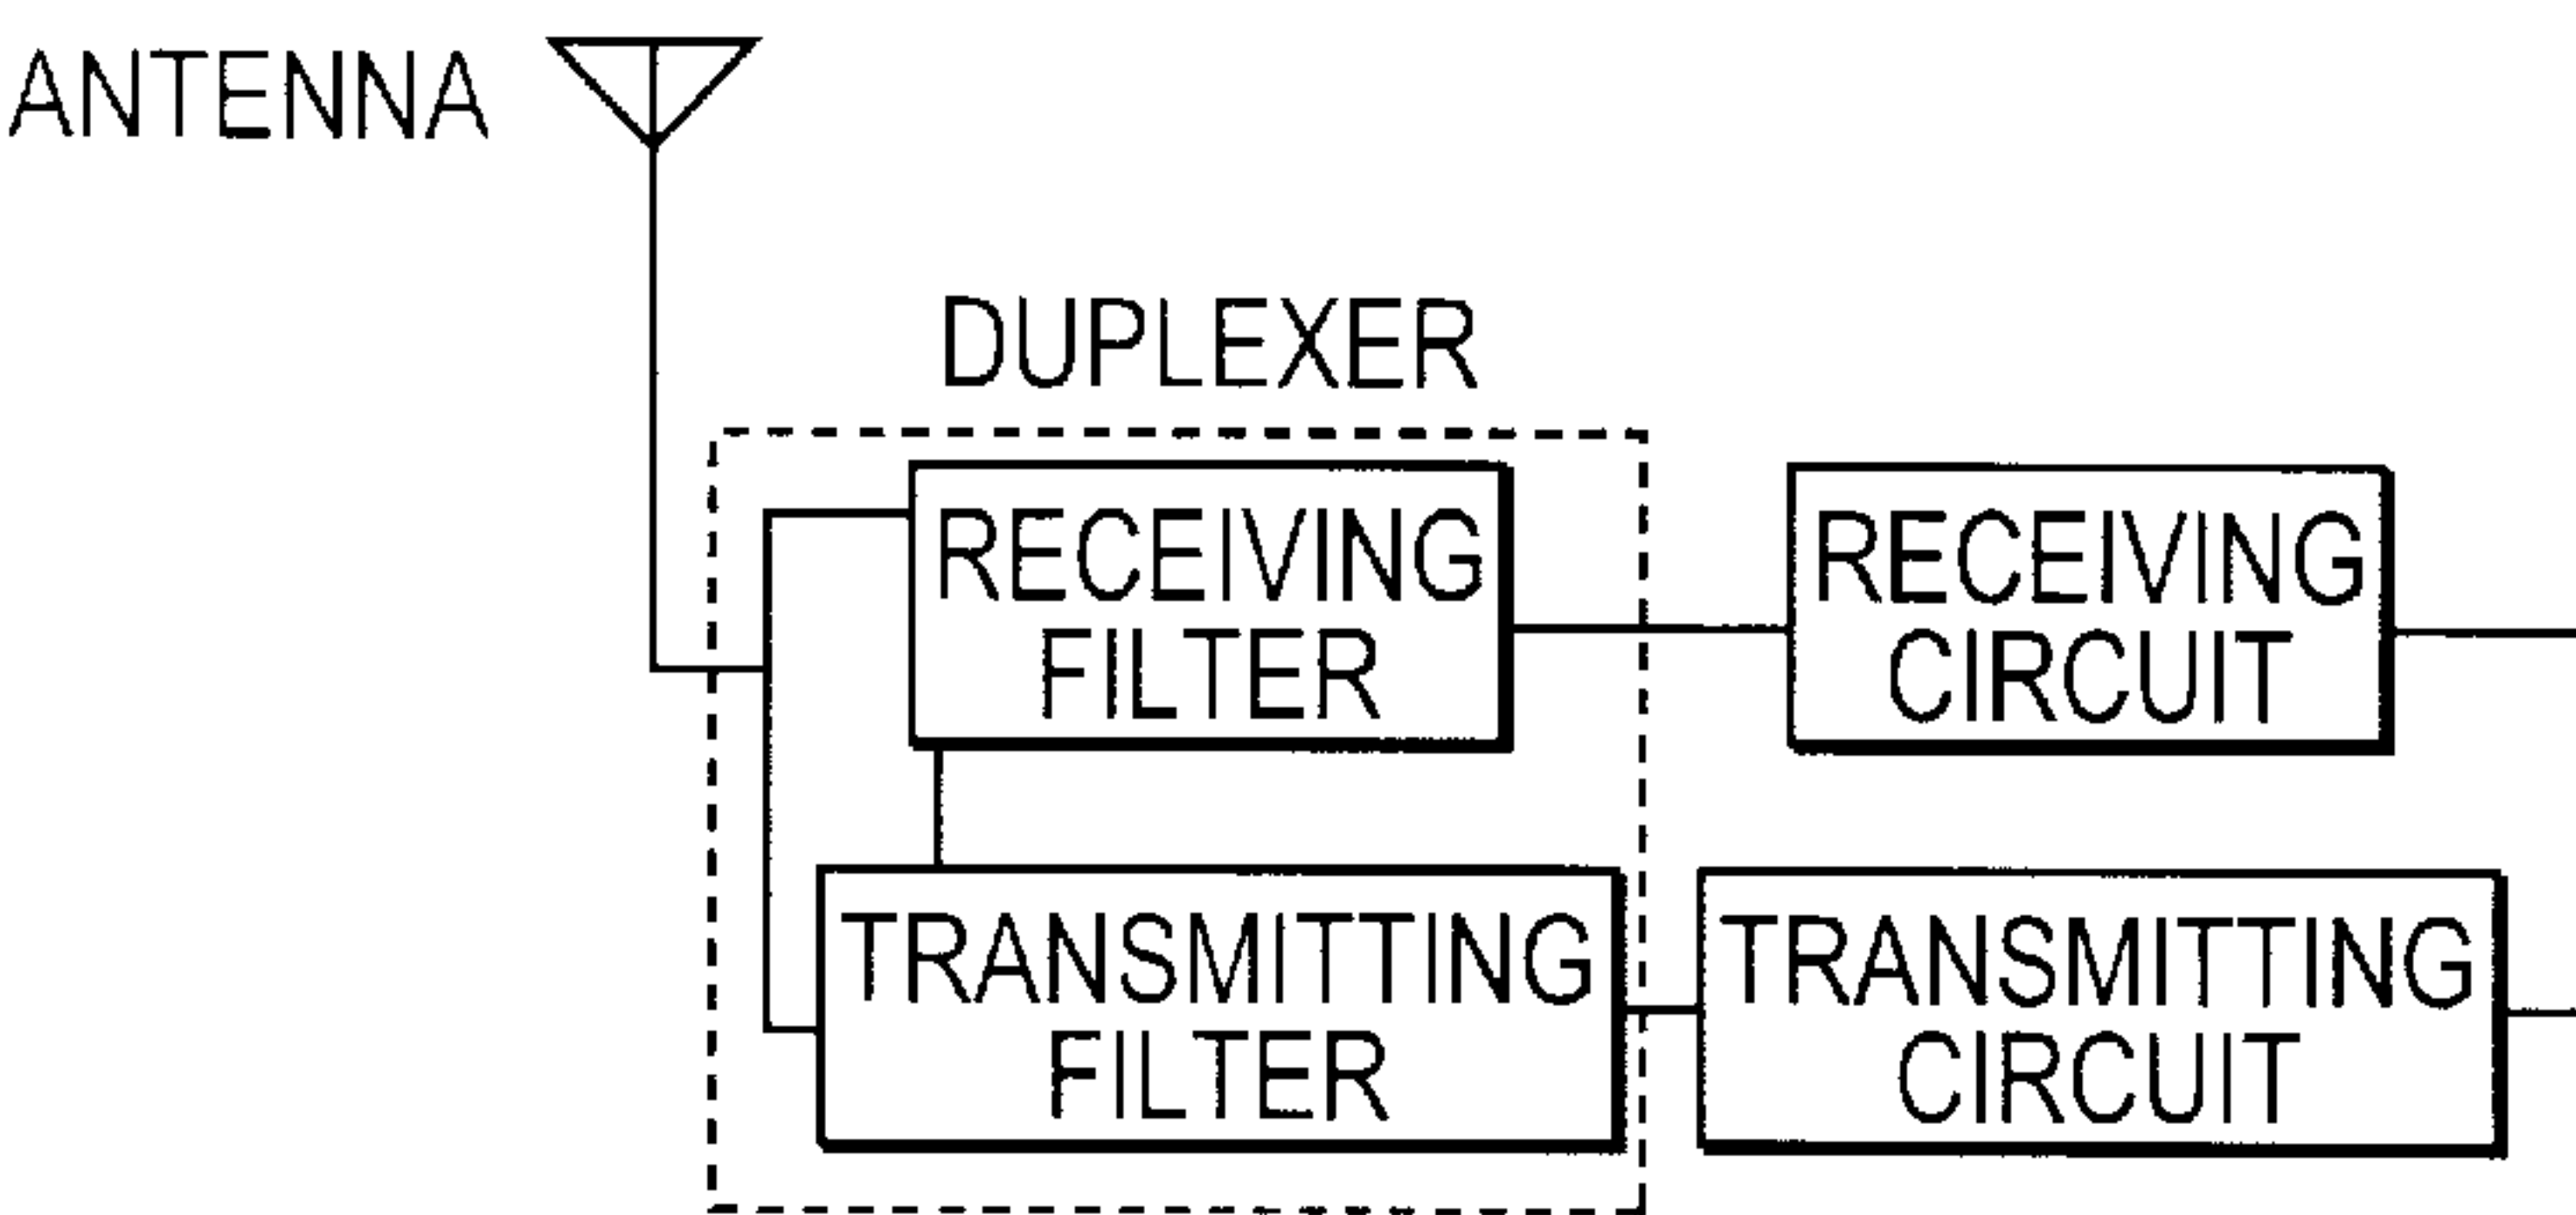 ANTENNA
DUPLEXER
RECEIVING
FILTER
RECEIVING
CIRCUIT
TRANSMITTING
FILTER
TRANSMITTING
CIRCUIT